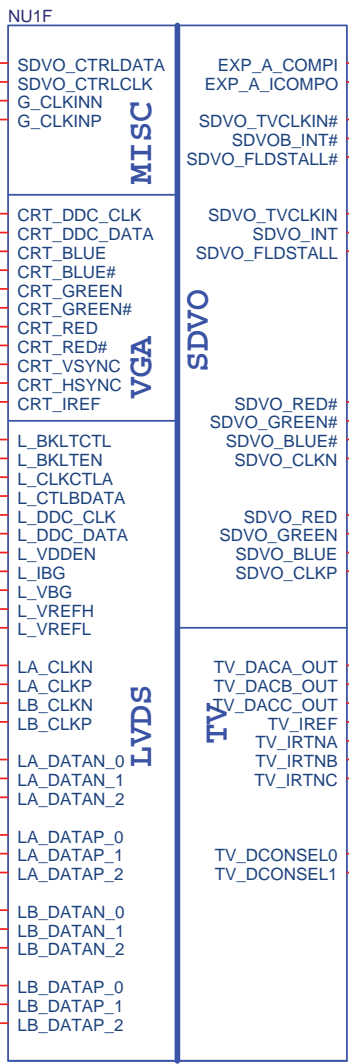 NU1F
SDVO_CTRLDATA
SDVO_CTRLCLK
G_CLKINN
G_CLKINP
MISC
CRT_DDC_CLK
CRT_DDC_DATA
CRT_BLUE
CRT_BLUE#
CRT_GREEN
CRT_GREEN#
CRT_RED
CRT_RED#
CRT_VSYNC
CRT_HSYNC
CRT_IREF
VGA
L_BKLTCTL
L_BKLTEN
L_CLKCTLA
L_CTLBDATA
L_DDC_CLK
L_DDC_DATA
L_VDDEN
L_IBG
L_VBG
L_VREFH
L_VREFL
LA_CLKN
LA_CLKP
LB_CLKN
LB_CLKP
LA_DATAN_0
LA_DATAN_1
LA_DATAN_2
LA_DATAP_0
LA_DATAP_1
LA_DATAP_2
LB_DATAN_0
LB_DATAN_1
LB_DATAN_2
LB_DATAP_0
LB_DATAP_1
LB_DATAP_2
LVDS
EXP_A_COMPI
EXP_A_ICOMPO
SDVO_TVCLKIN#
SDVOB_INT#
SDVO_FLDSTALL#
SDVO_TVCLKIN
SDVO_INT
SDVO_FLDSTALL
SDVO
SDVO_RED#
SDVO_GREEN#
SDVO_BLUE#
SDVO_CLKN
SDVO_RED
SDVO_GREEN
SDVO_BLUE
SDVO_CLKP
TV_DACA_OUT
TV_DACB_OUT
TV_DACC_OUT
TV_IREF
TV_IRTNA
TV_IRTNB
TV_IRTNC
TV
TV_DCONSEL0
TV_DCONSEL1